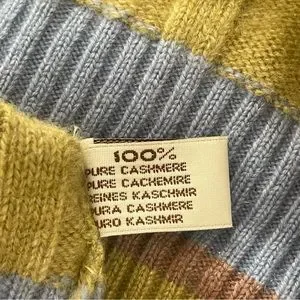 100%
PURE CASHMERE
PURE CACHEMIRE
REINES KASCHMIR
PURA CASHMERE
PURO KASHMIR